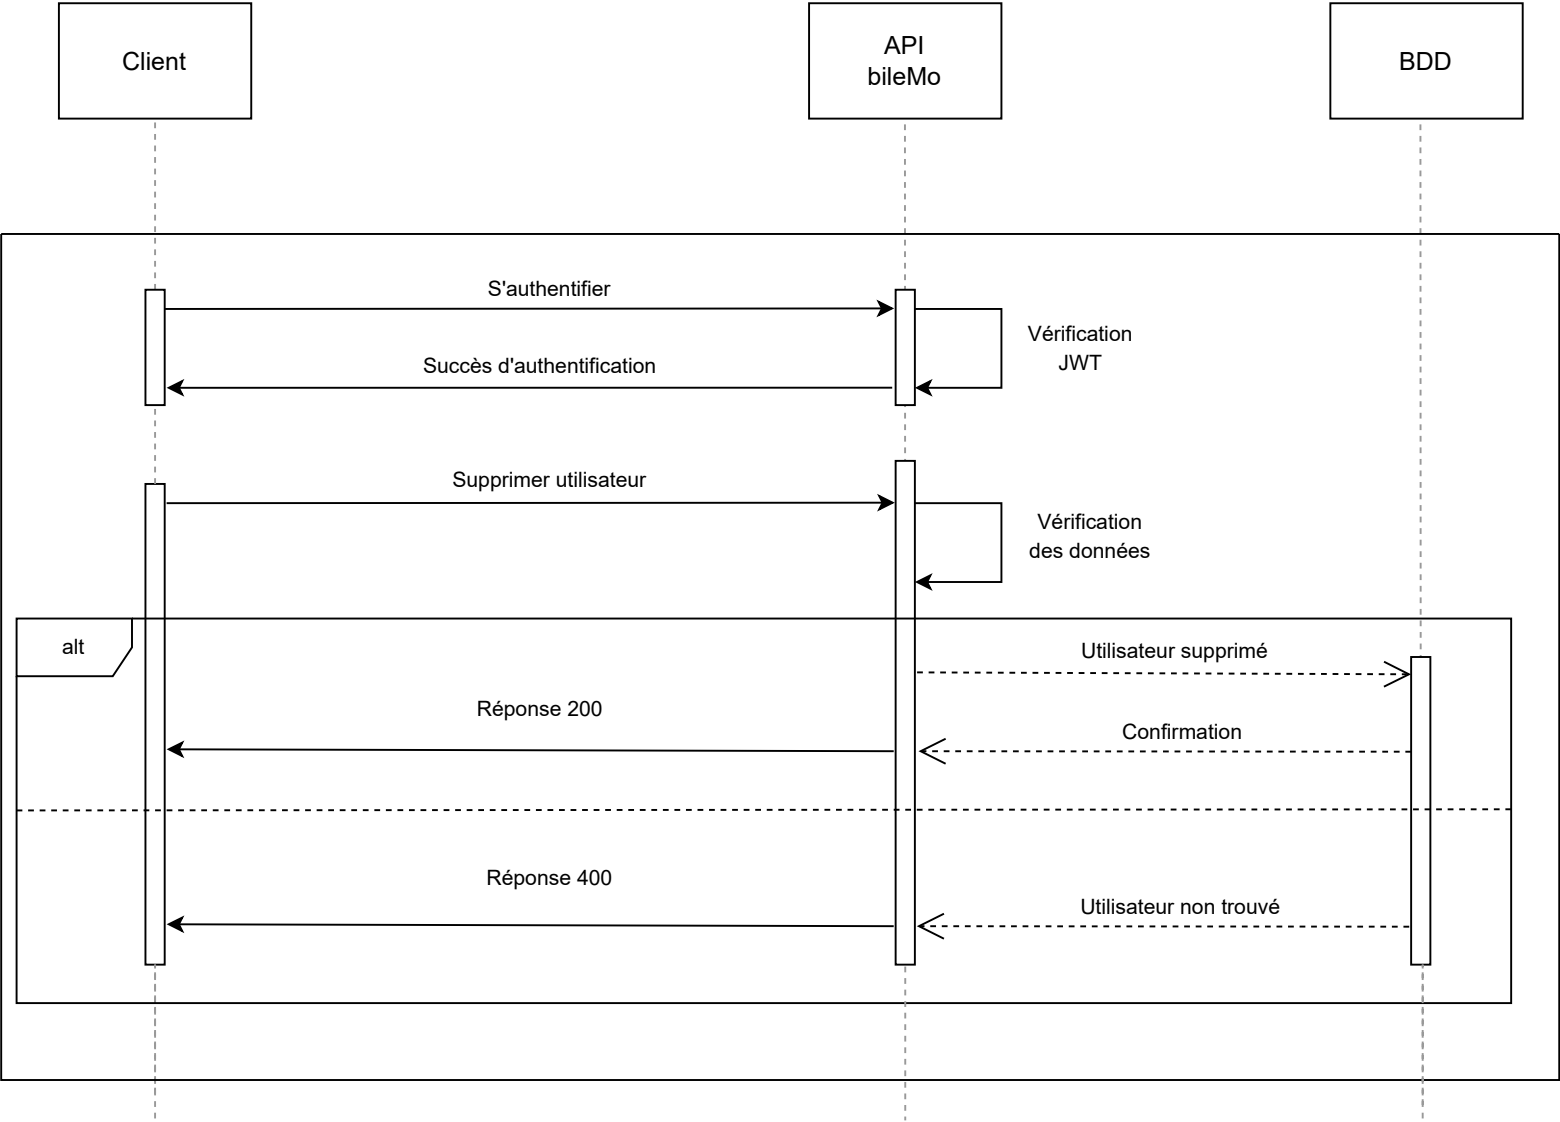 Client
API
bileMo
BDD
S'authentifier
Vérification
JWT
Succès d'authentification
Supprimer utilisateur
Vérification
des données
alt
Utilisateur supprimé
Réponse 200
Confirmation
Réponse 400
Utilisateur non trouvé